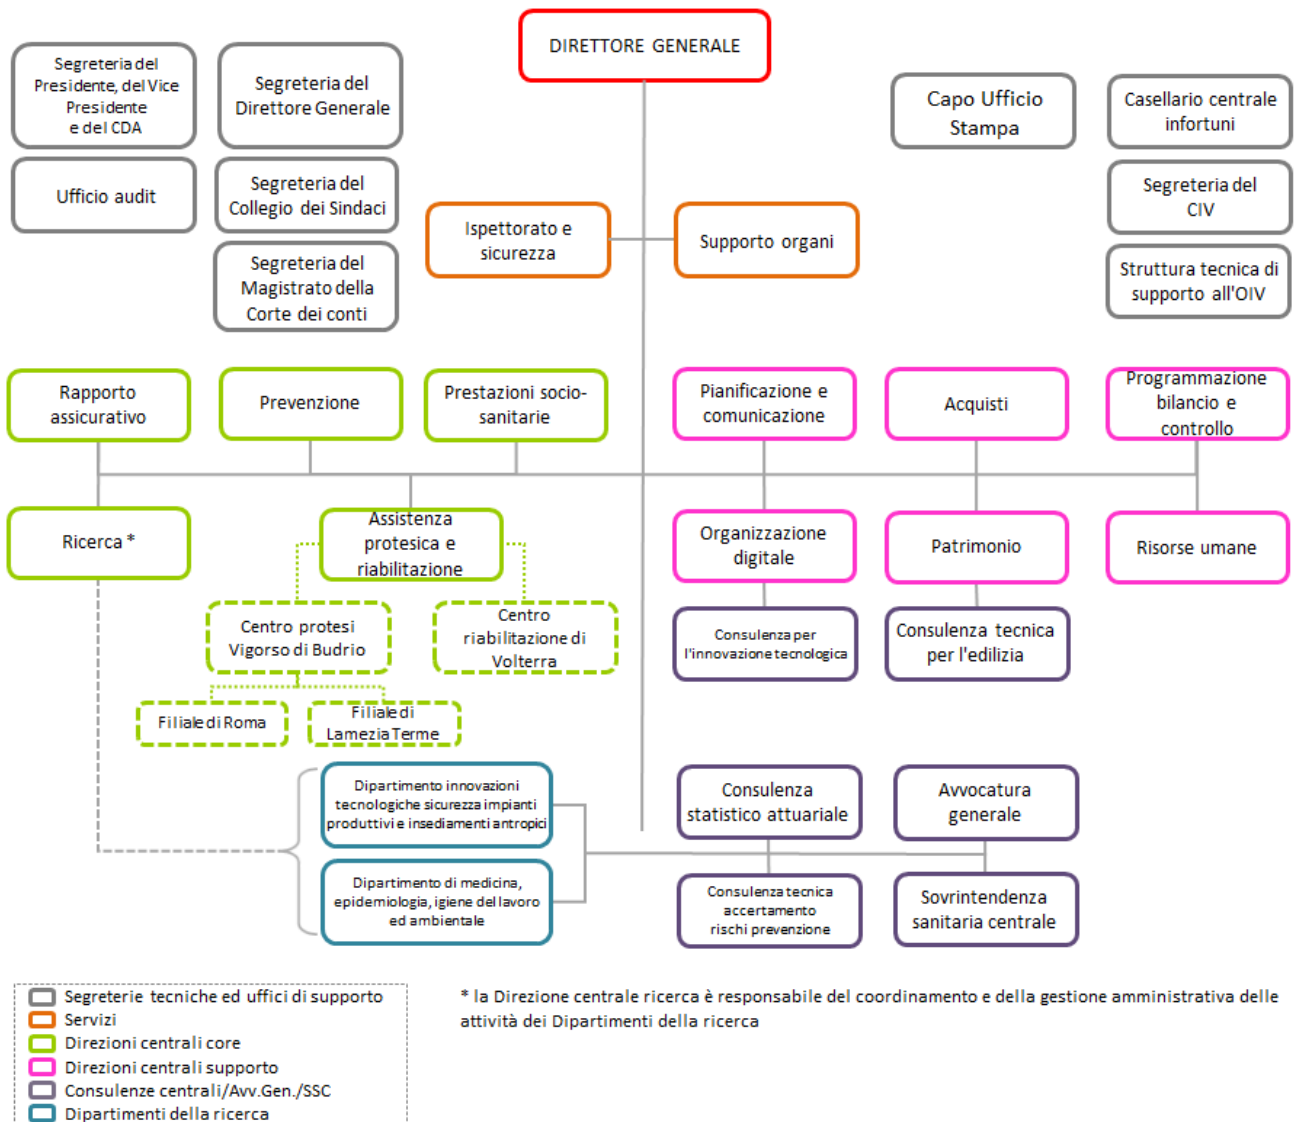 DIRETTORE GENERALE
Segreteria del
Presidente, del Vice
Presidente
e del CDA
Segreteria del
Direttore Generale
Capo Ufficio
Stampa
Casellario centrale
infortuni
Ufficio audit
Segreteria del
Collegio dei Sindaci
Segreteria del
CIV
Ispettorato e
sicurezza
Supporto organi
Segreteria del
Magistrato della
Corte dei conti
Struttura tecnica di
supporto all'OIV
Rapporto
assicurativo
Prevenzione
Prestazioni socio-
sanitarie
Pianificazione e
comunicazione
Acquisti
Programmazione
bilancio e
controllo
Ricerca *
Assistenza
protesica e
riabilitazione
Organizzazione
digitale
Patrimonio
Risorse umane
Centro protesi
Vigorso di Budrio
Centro
riabilitazione di
Volterra
Consulenza per
l'innovazione tecnologica
Consulenza tecnica
per l'edilizia
Filiale di Roma
Filiale di
Lamezia Terme
Dipartimento innovazioni
tecnologiche sicurezza impianti
produttivi e insediamenti antropici
Consulenza
statistico attuariale
Avvocatura
generale
Dipartimento di medicina,
epidemiologia, igiene del lavoro
ed ambientale
Consulenza tecnica
accertamento
rischi prevenzione
Sovrintendenza
sanitaria centrale
Segreterie tecniche ed uffici di supporto
Servizi
Direzioni centrali core
Direzioni centrali supporto
Consulenze centrali/Avv.Gen./SSC
Dipartimenti della ricerca
* la Direzione centrale ricerca è responsabile del coordinamento e della gestione amministrativa delle
attività dei Dipartimenti della ricerca